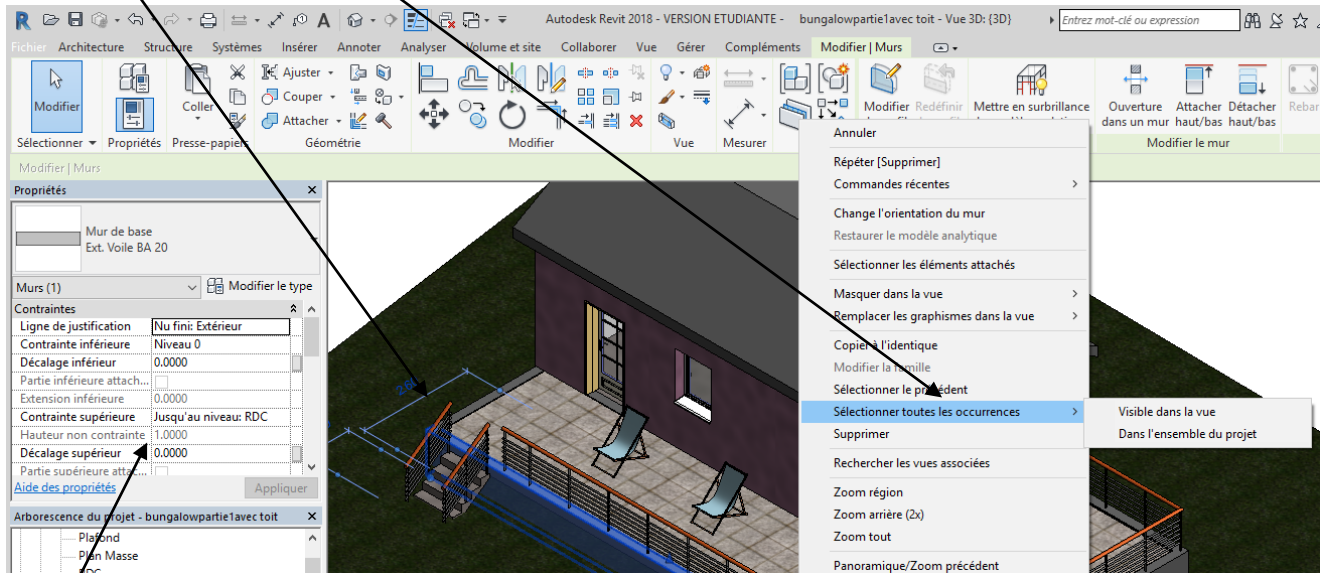 Autodesk Revit 2018 - VERSION ETUDIANTE - bungalowpartie1avec toit - Vue 3D: {3D}
Entrez mot-clé ou expression
Fichier Architecture Structure Systèmes Insérer Annoter Analyser Volume et site Collaborer Vue Gérer Compléments Modifier | Murs
Modifier
Coller
Ajuster
Couper
Attacher
Modifier
Redéfinir
Mettre en surbrillance
Ouverture dans un mur
Attacher haut/bas
Détacher haut/bas
Sélectionner Propriétés Presse-papiers Géométrie Modifier Vue Mesurer Modifier le mur
Modifier | Murs
Propriétés
Mur de base
Ext. Voile BA 20
Murs (1)
Modifier le type
Contraintes
Ligne de justification Nu fini: Extérieur
Contrainte inférieure Niveau 0
Décalage inférieur 0.0000
Partie inférieure attach...
Extension inférieure 0.0000
Contrainte supérieure Jusqu'au niveau: RDC
Hauteur non contrainte 1.0000
Décalage supérieur 0.0000
Partie supérieure attac...
Aide des propriétés
Appliquer
Arborescence du projet - bungalowpartie1avec toit
Plafond
Plan Masse
RDC
Annuler
Répéter [Supprimer]
Commandes récentes
Change l'orientation du mur
Restaurer le modèle analytique
Sélectionner les éléments attachés
Masquer dans la vue
Remplacer les graphismes dans la vue
Copier à l'identique
Modifier la famille
Sélectionner le précédent
Sélectionner toutes les occurrences
Visible dans la vue
Dans l'ensemble du projet
Supprimer
Rechercher les vues associées
Zoom région
Zoom arrière (2x)
Zoom tout
Panoramique/Zoom précédent